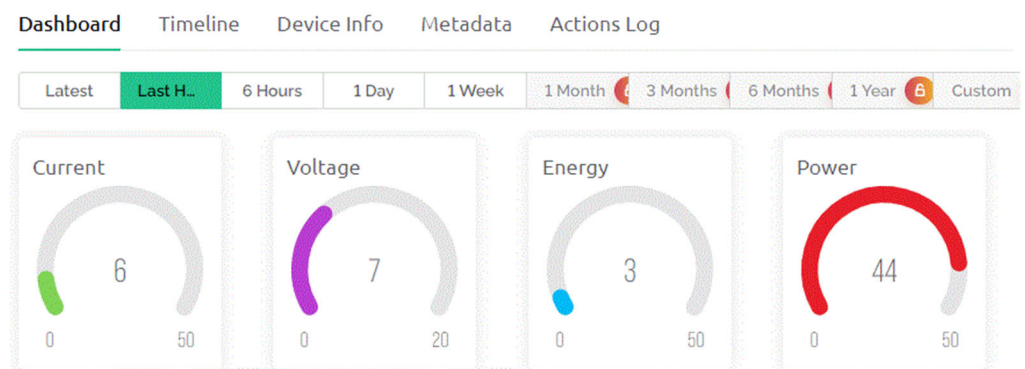 Dashboard Timeline Device Info Metadata Actions Log
Latest Last H... 6 Hours 1 Day 1 Week 1 Month 3 Months 6 Months 1 Year Custom
Current Voltage Energy Power
6 7 3 44
0 50 0 20 0 50 0 50